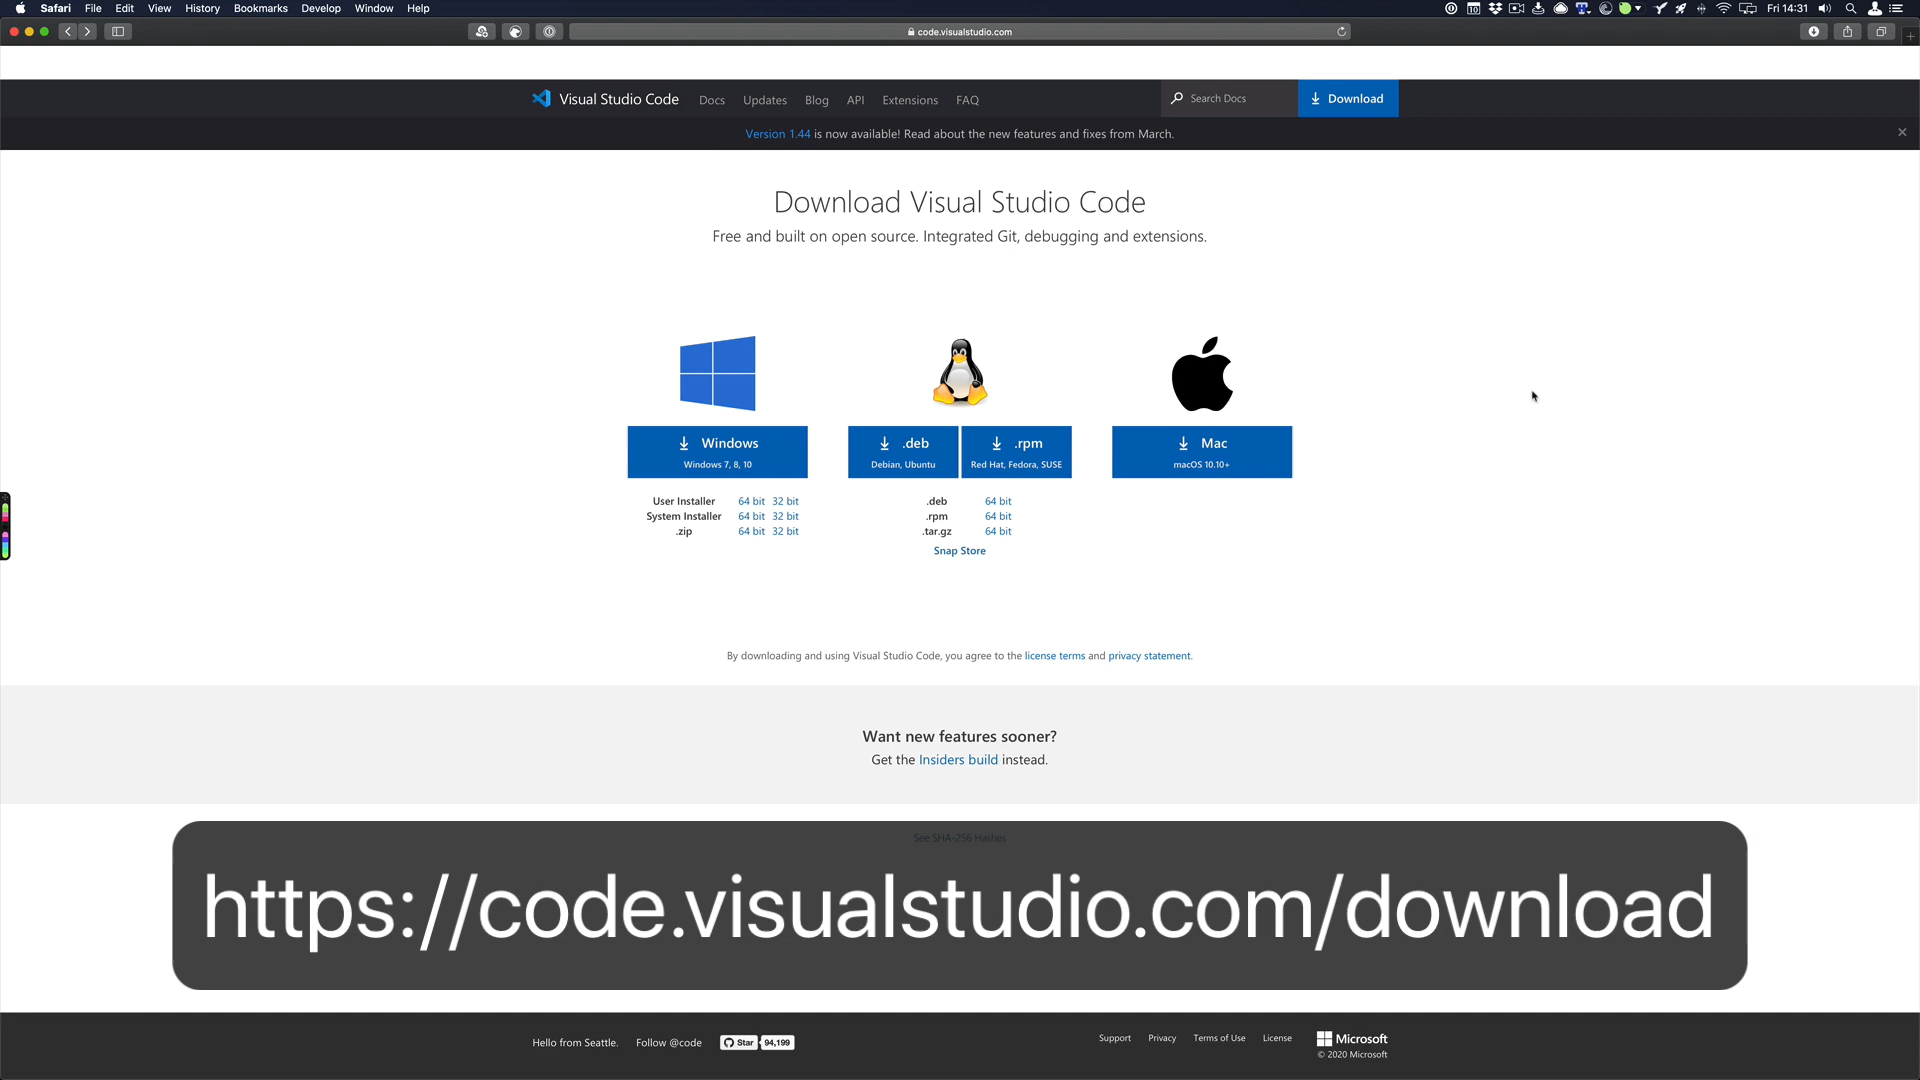 Safari File Edit View History Bookmarks Develop Window Help
Fri 14:31
code.visualstudio.com
Visual Studio Code Docs Updates Blog API Extensions FAQ
Search Docs
Download
Version 1.44 is now available! Read about the new features and fixes from March.
Download Visual Studio Code
Free and built on open source. Integrated Git, debugging and extensions.
Windows
Windows 7, 8, 10
User Installer 64 bit 32 bit
System Installer 64 bit 32 bit
.zip 64 bit 32 bit
.deb
Debian, Ubuntu
.rpm
Red Hat, Fedora, SUSE
.deb 64 bit
.rpm 64 bit
.tar.gz 64 bit
Snap Store
Mac
macOS 10.10+
By downloading and using Visual Studio Code, you agree to the license terms and privacy statement.
Want new features sooner?
Get the Insiders build instead.
See SHA-256 Hashes
https://code.visualstudio.com/download
Hello from Seattle. Follow @code Star 94,199
Support Privacy Terms of Use License Microsoft
© 2020 Microsoft